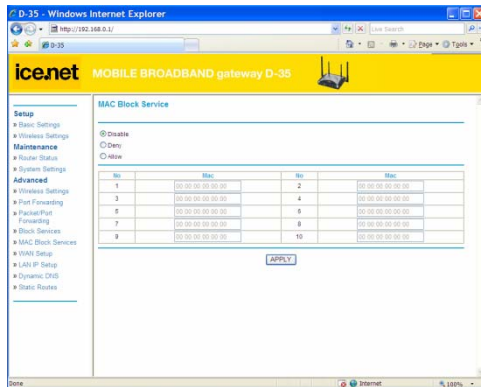 D-35 - Windows Internet Explorer
http://192.168.0.1/
Live Search
D-35
Page
Tools
ice.net MOBILE BROADBAND gateway D-35
MAC Block Service
Setup
» Basic Settings
» Wireless Settings
Maintenance
» Router Status
» System Settings
Advanced
» Wireless Settings
» Port Forwarding
» Packet/Port Forwarding
» Block Services
» MAC Block Services
» WAN Setup
» LAN IP Setup
» Dynamic DNS
» Static Routes
Disable
Deny
Allow
No Mac No Mac
1 00:00:00:00:00:00 2 00:00:00:00:00:00
3 00:00:00:00:00:00 4 00:00:00:00:00:00
5 00:00:00:00:00:00 6 00:00:00:00:00:00
7 00:00:00:00:00:00 8 00:00:00:00:00:00
9 00:00:00:00:00:00 10 00:00:00:00:00:00
APPLY
Done
Internet
100%